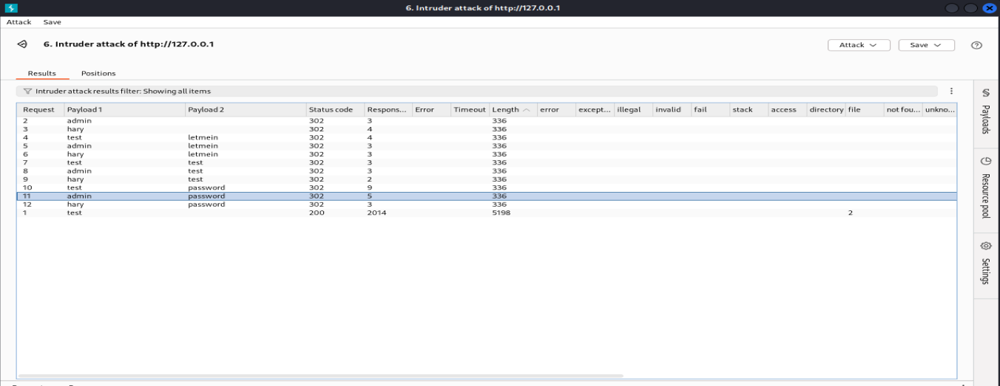 6. Intruder attack of http://127.0.0.1
Attack Save
6. Intruder attack of http://127.0.0.1 Attack Save
Results Positions
Intruder attack results filter: Showing all items
Request Payload 1 Payload 2 Status code Respons... Error Timeout Length error except... illegal invalid fail stack access directory file not fou... unkno...
2 admin 302 3 336
3 hary 302 4 336
4 test letmein 302 4 336
5 admin letmein 302 3 336
6 hary letmein 302 3 336
7 test test 302 3 336
8 admin test 302 3 336
9 hary test 302 2 336
10 test password 302 9 336
11 admin password 302 5 336
12 hary password 302 3 336
1 test 200 2014 5198 2
Payloads
Resource pool
Settings